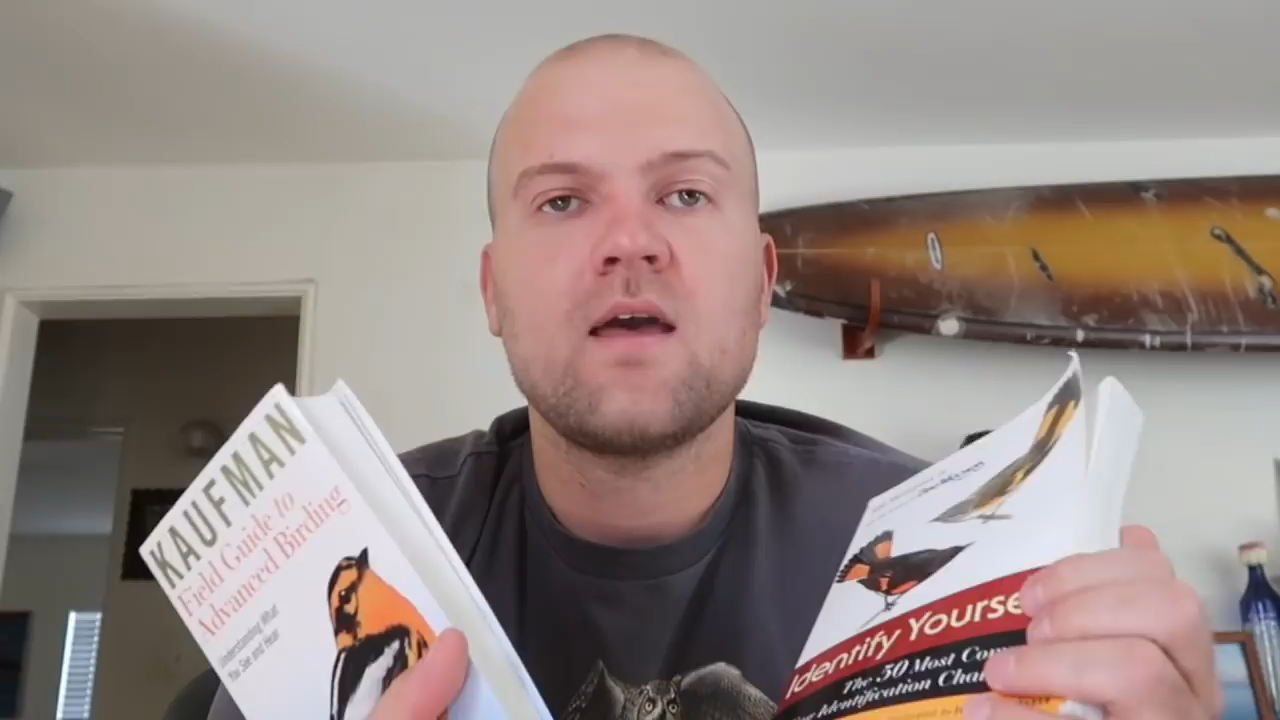 KAUFMAN
Field Guide to
Advanced Birding
Understanding What
You See and Hear
Identify Yourse
The 50 Most Com
Identification Chal